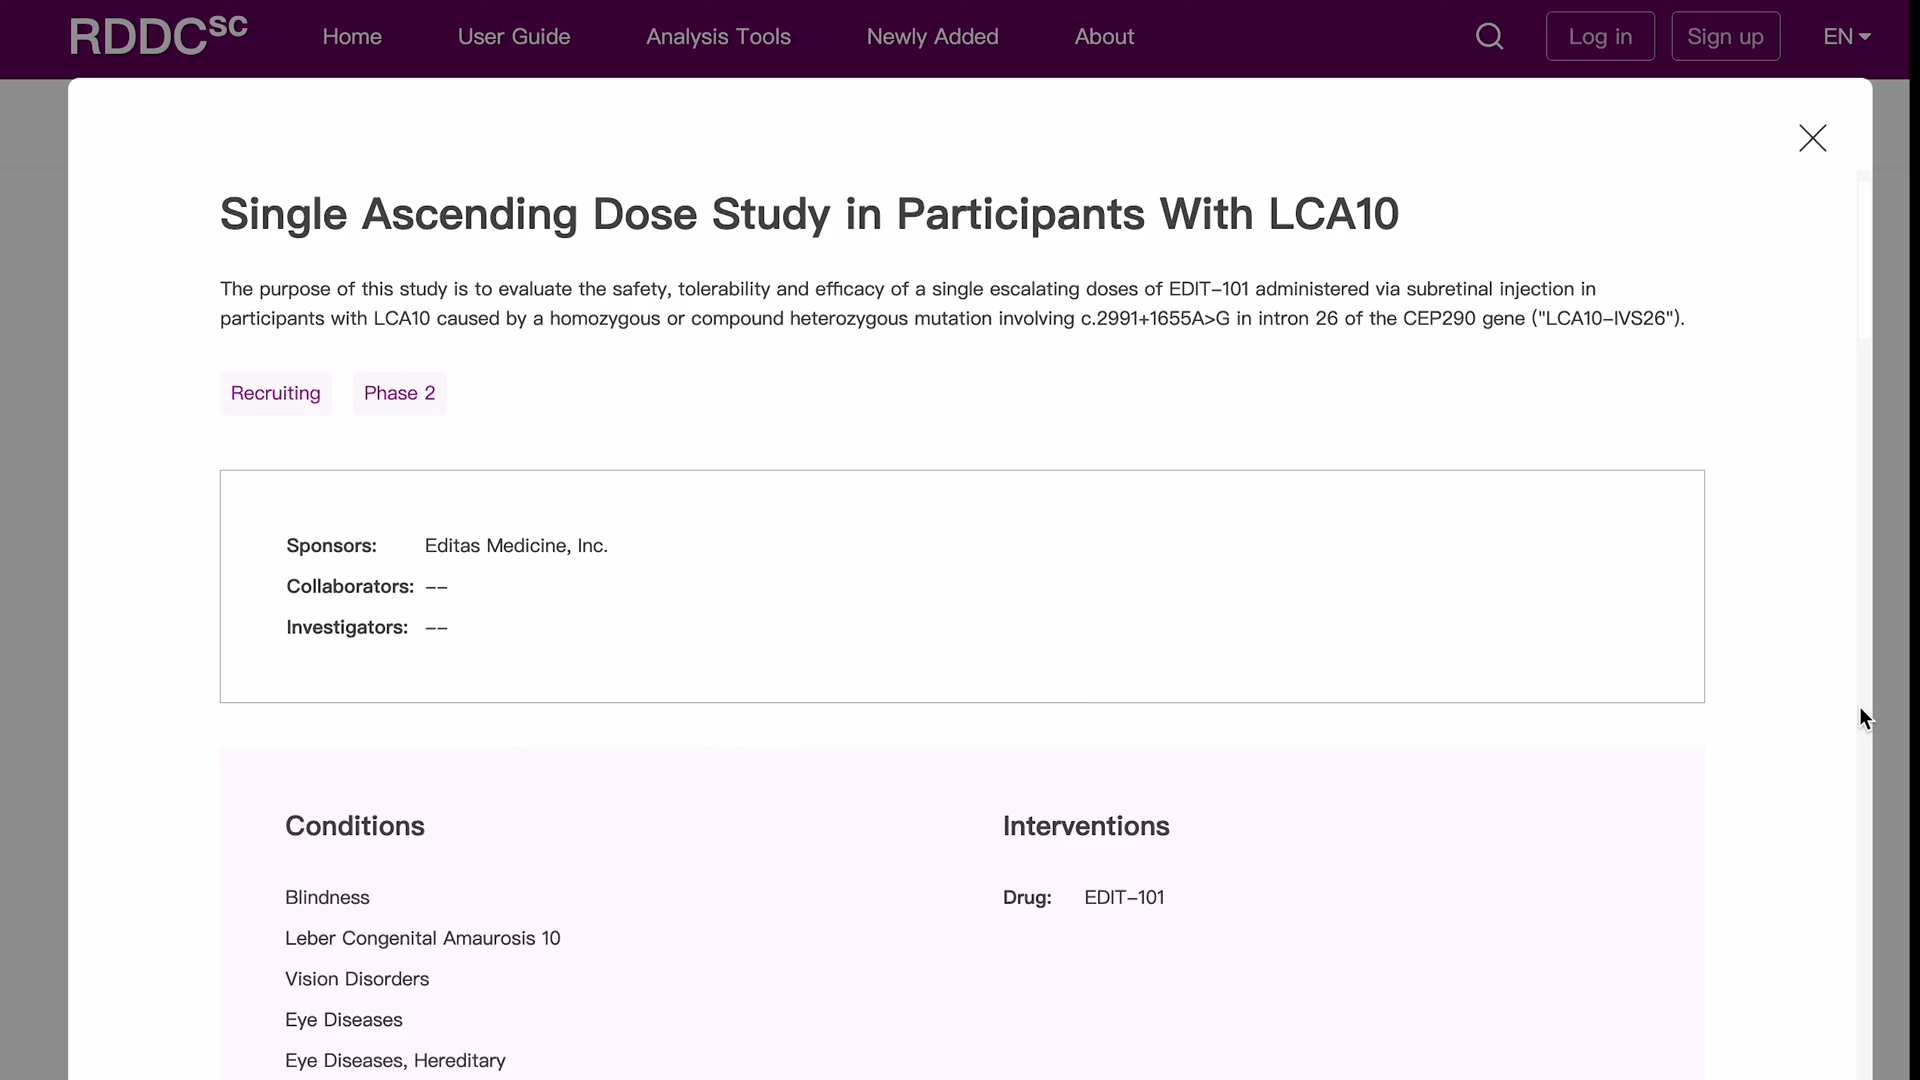 RDDCSC Home User Guide Analysis Tools Newly Added About Log in Sign up EN
Single Ascending Dose Study in Participants With LCA10
The purpose of this study is to evaluate the safety, tolerability and efficacy of a single escalating doses of EDIT-101 administered via subretinal injection in
participants with LCA10 caused by a homozygous or compound heterozygous mutation involving c.2991+1655A>G in intron 26 of the CEP290 gene ("LCA10-IVS26").
Recruiting Phase 2
Sponsors: Editas Medicine, Inc.
Collaborators: --
Investigators: --
Conditions
Blindness
Leber Congenital Amaurosis 10
Vision Disorders
Eye Diseases
Eye Diseases, Hereditary
Interventions
Drug: EDIT-101